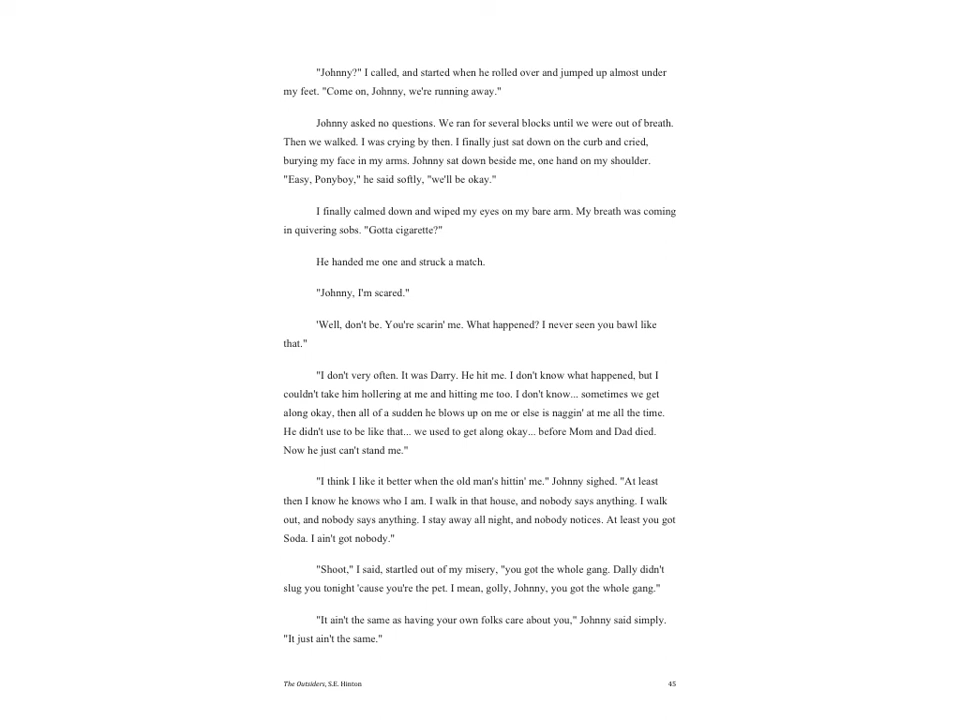 "Johnny?" I called, and started when he rolled over and jumped up almost under
my feet. "Come on, Johnny, we're running away."
Johnny asked no questions. We ran for several blocks until we were out of breath.
Then we walked. I was crying by then. I finally just sat down on the curb and cried,
burying my face in my arms. Johnny sat down beside me, one hand on my shoulder.
"Easy, Ponyboy," he said softly, "we'll be okay."
I finally calmed down and wiped my eyes on my bare arm. My breath was coming
in quivering sobs. "Gotta cigarette?"
He handed me one and struck a match.
"Johnny, I'm scared."
'Well, don't be. You're scarin' me. What happened? I never seen you bawl like
that."
"I don't very often. It was Darry. He hit me. I don't know what happened, but I
couldn't take him hollering at me and hitting me too. I don't know... sometimes we get
along okay, then all of a sudden he blows up on me or else is naggin' at me all the time.
He didn't use to be like that... we used to get along okay... before Mom and Dad died.
Now he just can't stand me."
"I think I like it better when the old man's hittin' me." Johnny sighed. "At least
then I know he knows who I am. I walk in that house, and nobody says anything. I walk
out, and nobody says anything. I stay away all night, and nobody notices. At least you got
Soda. I ain't got nobody."
"Shoot," I said, startled out of my misery, "you got the whole gang. Dally didn't
slug you tonight 'cause you're the pet. I mean, golly, Johnny, you got the whole gang."
"It ain't the same as having your own folks care about you," Johnny said simply.
"It just ain't the same."
The Outsiders, S.E. Hinton 45